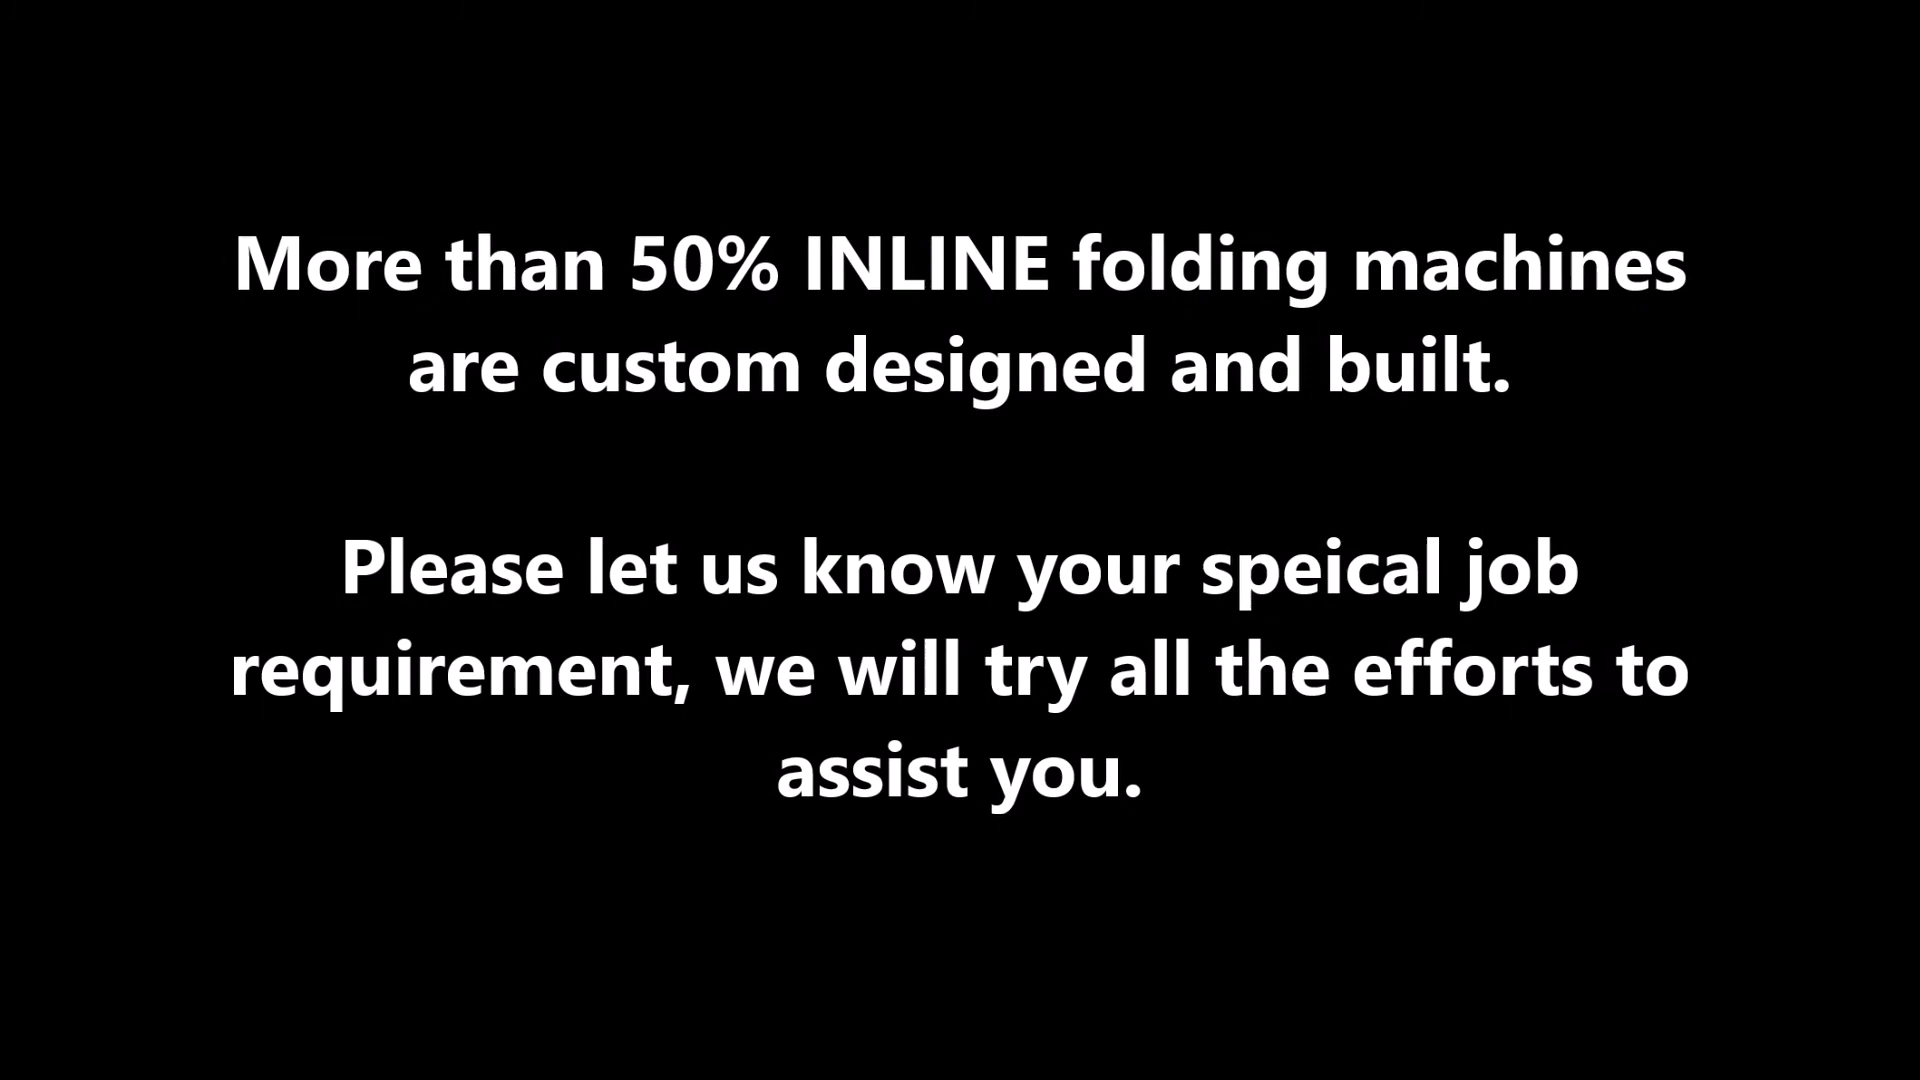 More than 50% INLINE folding machines
are custom designed and built.
Please let us know your speical job
requirement, we will try all the efforts to
assist you.